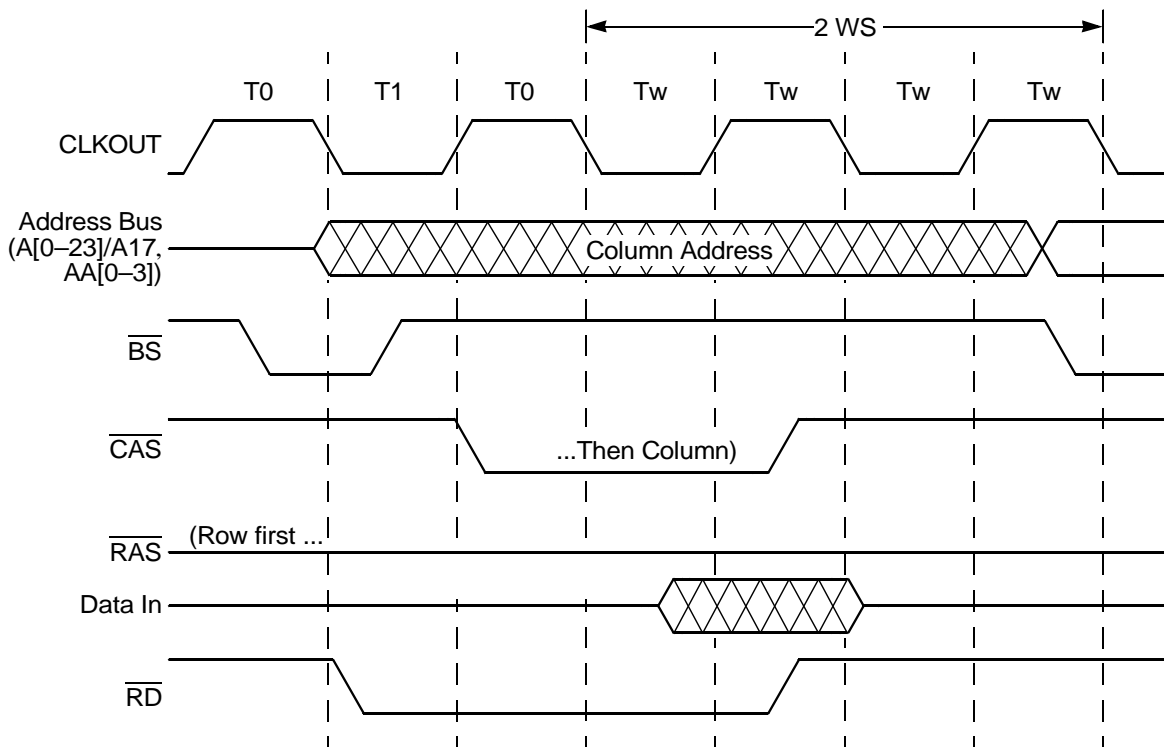 2 WS
T0 T1 T0 Tw Tw Tw Tw
CLKOUT
Address Bus
(A[0–23]/A17,
AA[0–3])
Column Address
BS
CAS
...Then Column)
RAS
(Row first ...
Data In
RD